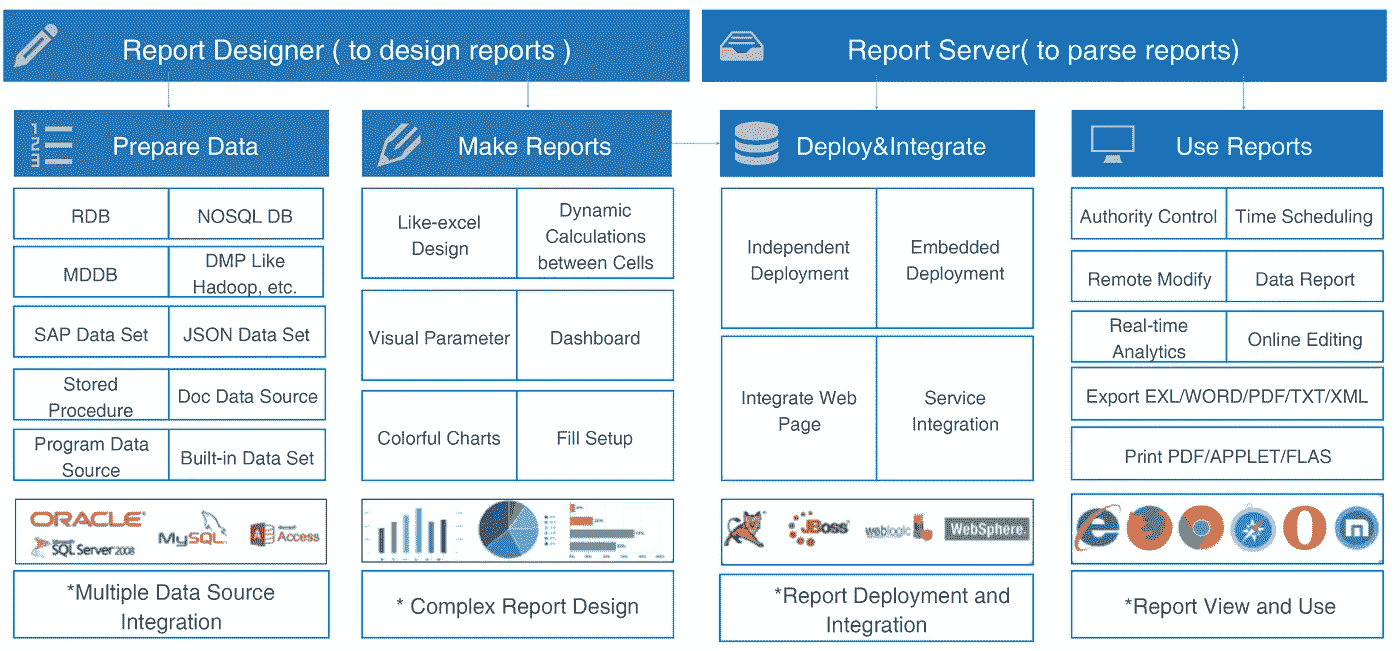 Report Designer ( to design reports )
Report Server( to parse reports)
1
2
3
Prepare Data
Make Reports
Deploy&Integrate
Use Reports
RDB
NOSQL DB
MDDB
DMP Like
Hadoop, etc.
SAP Data Set
JSON Data Set
Stored
Procedure
Doc Data Source
Program Data
Source
Built-in Data Set
ORACLE
SQL Server 2008
MySQL
Access
*Multiple Data Source
Integration
Like-excel
Design
Dynamic
Calculations
between Cells
Visual Parameter
Dashboard
Colorful Charts
Fill Setup
* Complex Report Design
Independent
Deployment
Embedded
Deployment
Integrate Web
Page
Service
Integration
JBoss
weblogic
WebSphere
*Report Deployment and
Integration
Authority Control
Time Scheduling
Remote Modify
Data Report
Real-time
Analytics
Online Editing
Export EXL/WORD/PDF/TXT/XML
Print PDF/APPLET/FLAS
*Report View and Use